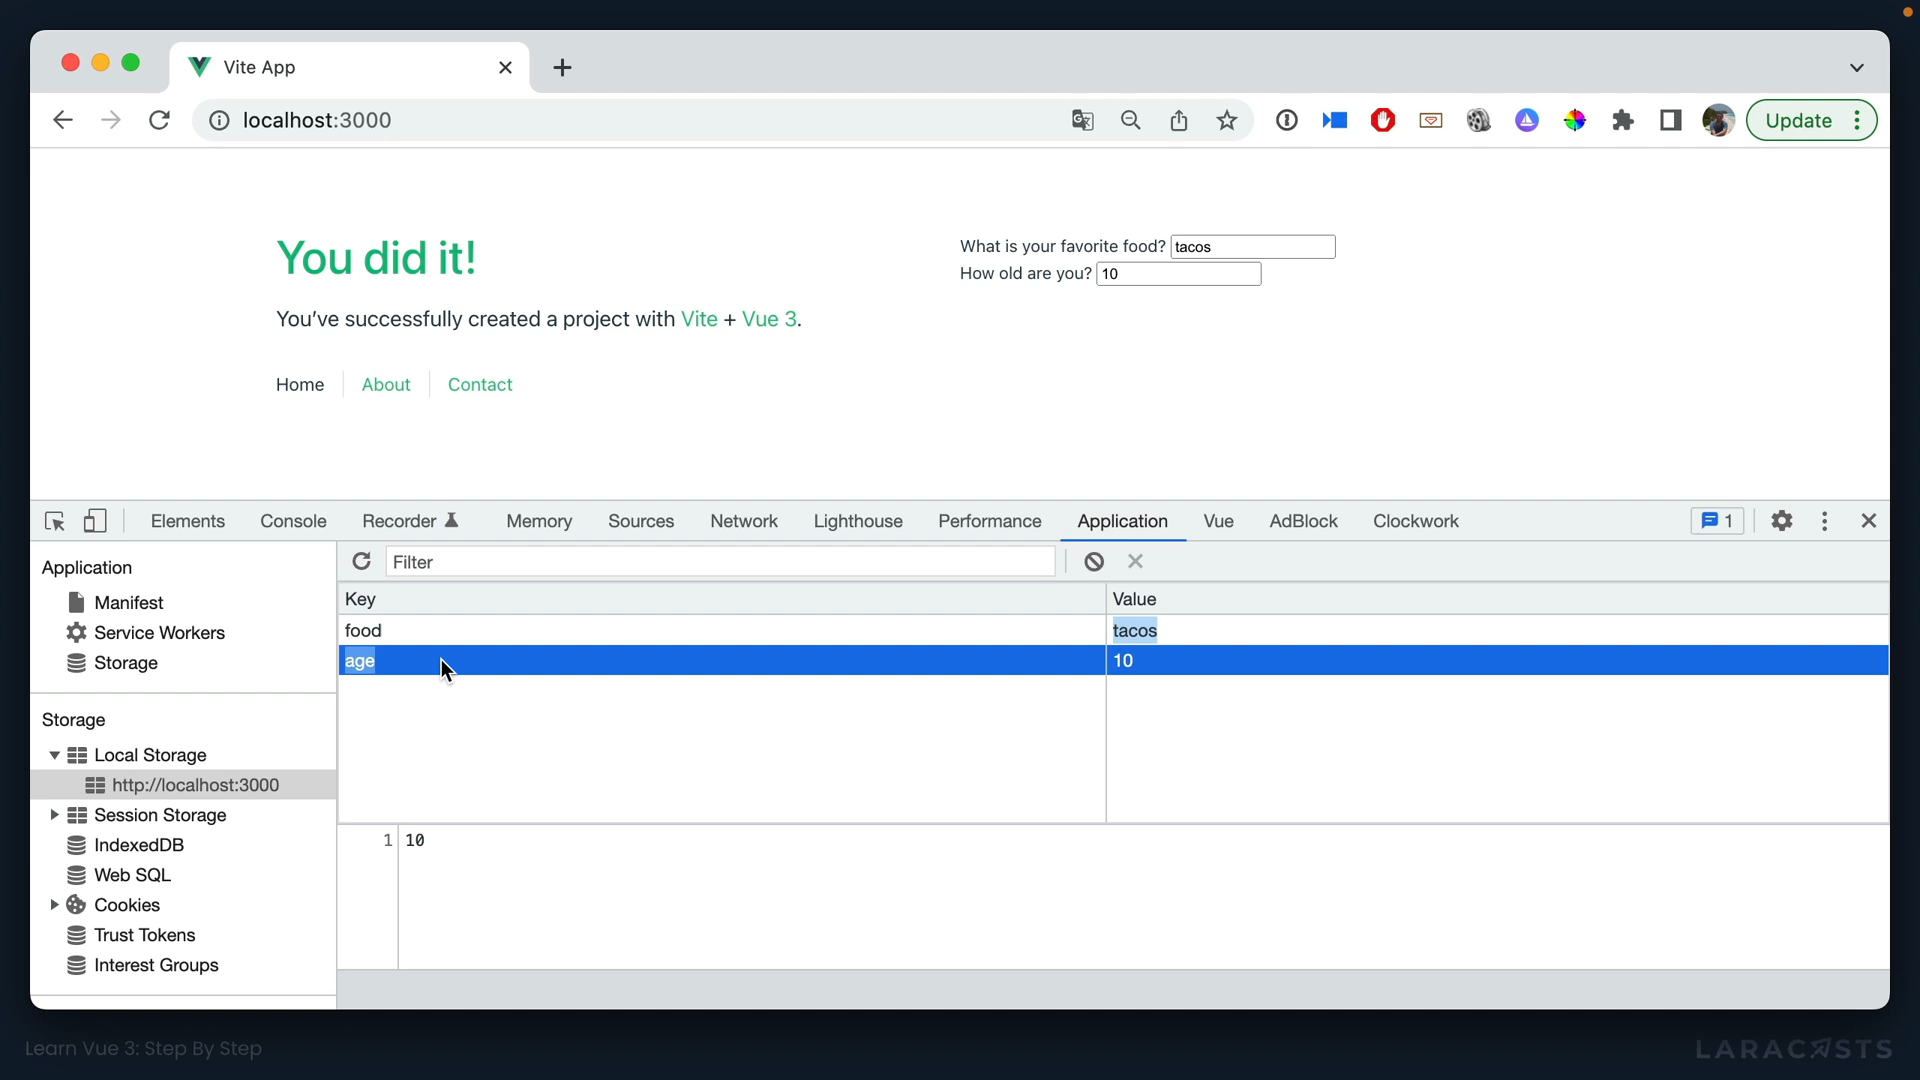 Vite App
localhost:3000
Update
You did it!
You've successfully created a project with Vite + Vue 3.
Home
About
Contact
What is your favorite food? tacos
How old are you? 10
Elements
Console
Recorder
Memory
Sources
Network
Lighthouse
Performance
Application
Vue
AdBlock
Clockwork
1
Application
Manifest
Service Workers
Storage
Storage
Local Storage
http://localhost:3000
Session Storage
IndexedDB
Web SQL
Cookies
Trust Tokens
Interest Groups
Filter
Key Value
food tacos
age 10
1 10
Learn Vue 3: Step By Step
LARACASTS